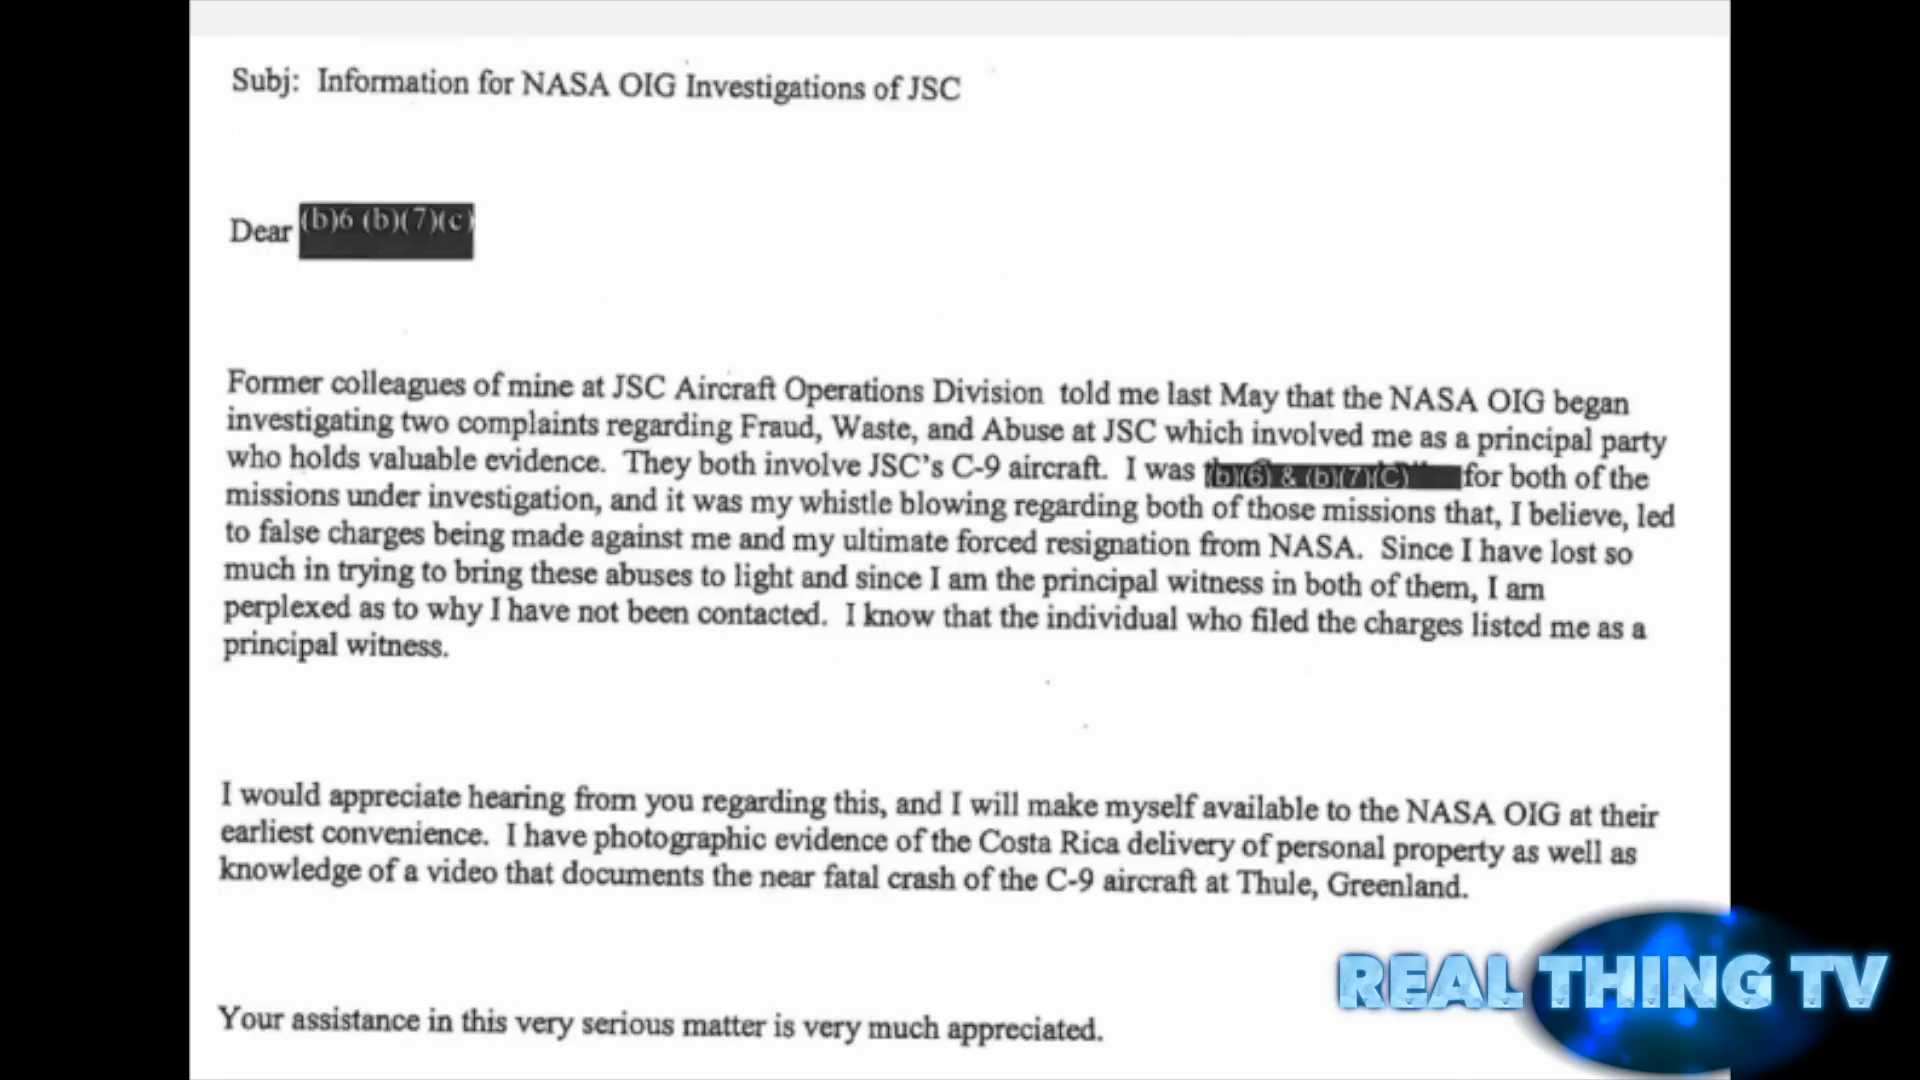 Subj: Information for NASA OIG Investigations of JSC
Dear (b)6 (b)(7)(c)
Former colleagues of mine at JSC Aircraft Operations Division told me last May that the NASA OIG began
investigating two complaints regarding Fraud, Waste, and Abuse at JSC which involved me as a principal party
who holds valuable evidence. They both involve JSC's C-9 aircraft. I was (b)(6) & (b)(7)(C) for both of the
missions under investigation, and it was my whistle blowing regarding both of those missions that, I believe, led
to false charges being made against me and my ultimate forced resignation from NASA. Since I have lost so
much in trying to bring these abuses to light and since I am the principal witness in both of them, I am
perplexed as to why I have not been contacted. I know that the individual who filed the charges listed me as a
principal witness.
I would appreciate hearing from you regarding this, and I will make myself available to the NASA OIG at their
earliest convenience. I have photographic evidence of the Costa Rica delivery of personal property as well as
knowledge of a video that documents the near fatal crash of the C-9 aircraft at Thule, Greenland.
Your assistance in this very serious matter is very much appreciated.
REAL THING TV